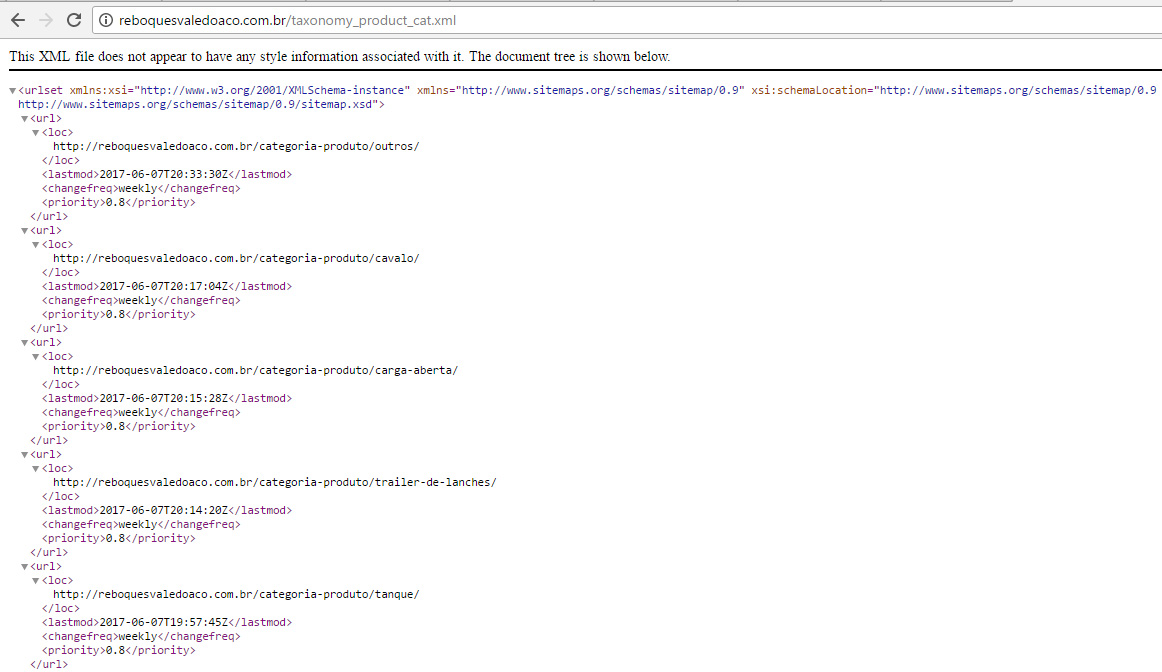 reboquesvaledoaco.com.br/taxonomy_product_cat.xml
This XML file does not appear to have any style information associated with it. The document tree is shown below.
<urlset xmlns:xsi="http://www.w3.org/2001/XMLSchema-instance" xmlns="http://www.sitemaps.org/schemas/sitemap/0.9" xsi:schemaLocation="http://www.sitemaps.org/schemas/sitemap/0.9
http://www.sitemaps.org/schemas/sitemap/0.9/sitemap.xsd">
<url>
<loc>
http://reboquesvaledoaco.com.br/categoria-produto/outros/
</loc>
<lastmod>2017-06-07T20:33:30Z</lastmod>
<changefreq>weekly</changefreq>
<priority>0.8</priority>
</url>
<url>
<loc>
http://reboquesvaledoaco.com.br/categoria-produto/cavalo/
</loc>
<lastmod>2017-06-07T20:17:04Z</lastmod>
<changefreq>weekly</changefreq>
<priority>0.8</priority>
</url>
<url>
<loc>
http://reboquesvaledoaco.com.br/categoria-produto/carga-aberta/
</loc>
<lastmod>2017-06-07T20:15:28Z</lastmod>
<changefreq>weekly</changefreq>
<priority>0.8</priority>
</url>
<url>
<loc>
http://reboquesvaledoaco.com.br/categoria-produto/trailer-de-lanches/
</loc>
<lastmod>2017-06-07T20:14:20Z</lastmod>
<changefreq>weekly</changefreq>
<priority>0.8</priority>
</url>
<url>
<loc>
http://reboquesvaledoaco.com.br/categoria-produto/tanque/
</loc>
<lastmod>2017-06-07T19:57:45Z</lastmod>
<changefreq>weekly</changefreq>
<priority>0.8</priority>
</url>